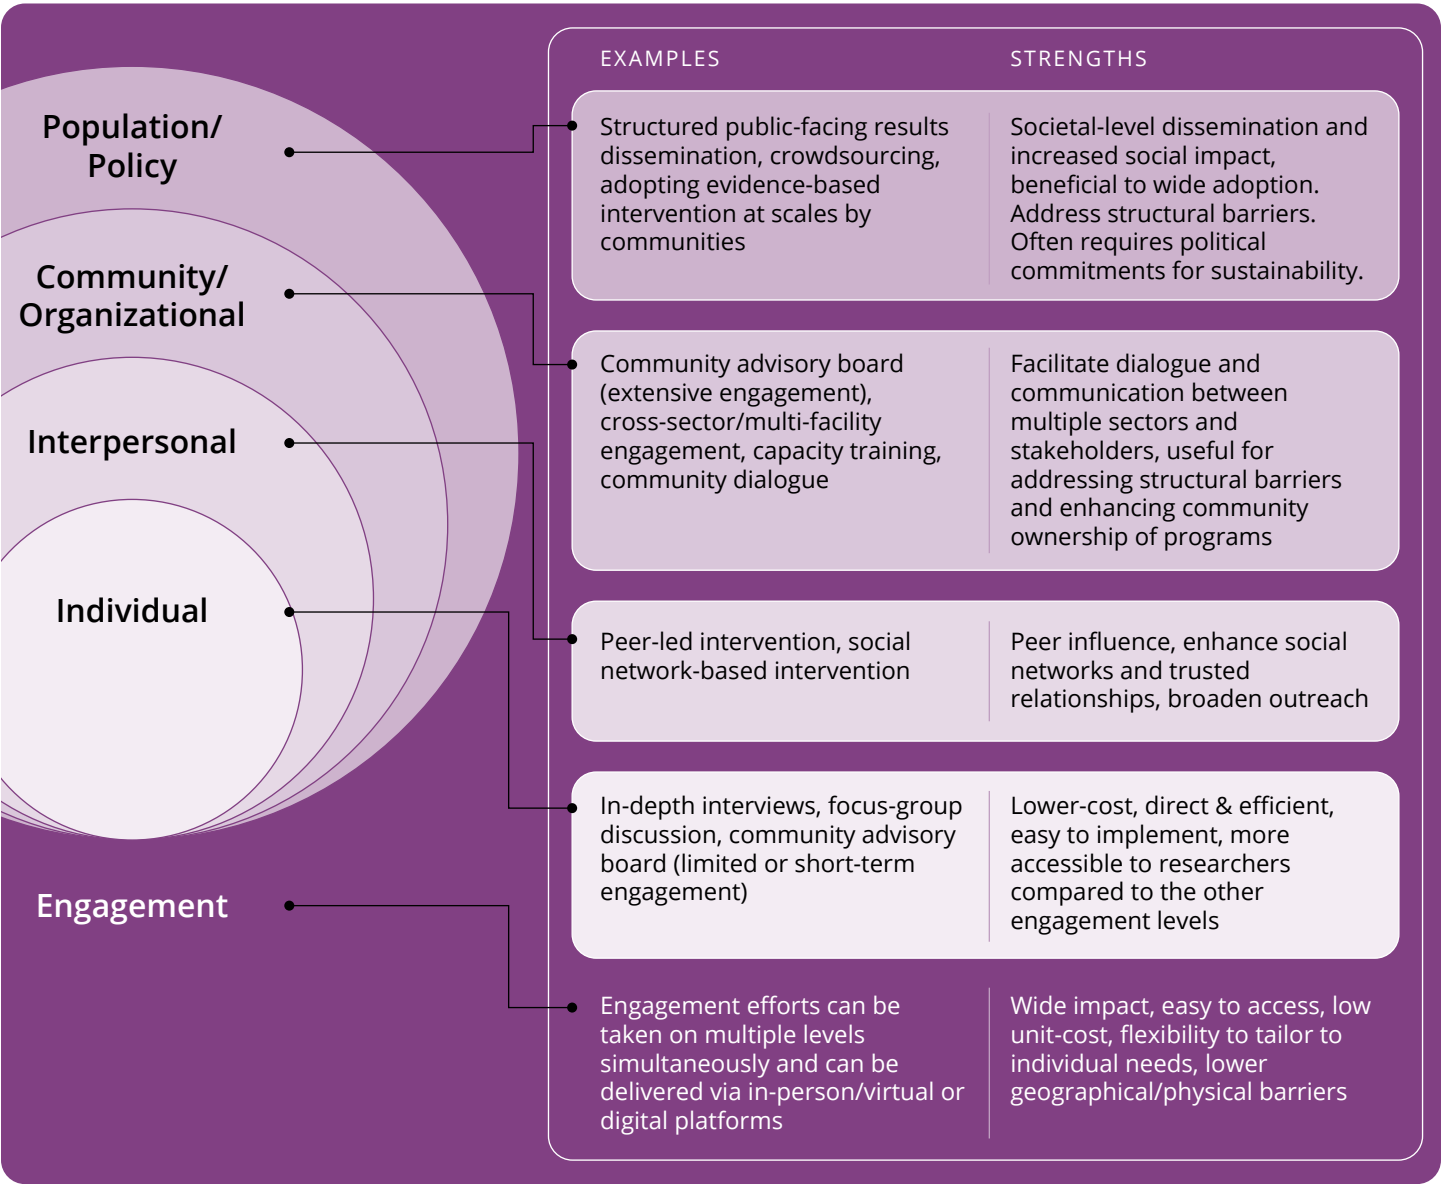 EXAMPLES
STRENGTHS
Population/
Policy
Structured public-facing results
dissemination, crowdsourcing,
adopting evidence-based
intervention at scales by
communities
Societal-level dissemination and
increased social impact,
beneficial to wide adoption.
Address structural barriers.
Often requires political
commitments for sustainability.
Community/
Organizational
Community advisory board
(extensive engagement),
cross-sector/multi-facility
engagement, capacity training,
community dialogue
Facilitate dialogue and
communication between
multiple sectors and
stakeholders, useful for
addressing structural barriers
and enhancing community
ownership of programs
Interpersonal
Peer-led intervention, social
network-based intervention
Peer influence, enhance social
networks and trusted
relationships, broaden outreach
Individual
In-depth interviews, focus-group
discussion, community advisory
board (limited or short-term
engagement)
Lower-cost, direct & efficient,
easy to implement, more
accessible to researchers
compared to the other
engagement levels
Engagement
Engagement efforts can be
taken on multiple levels
simultaneously and can be
delivered via in-person/virtual or
digital platforms
Wide impact, easy to access, low
unit-cost, flexibility to tailor to
individual needs, lower
geographical/physical barriers